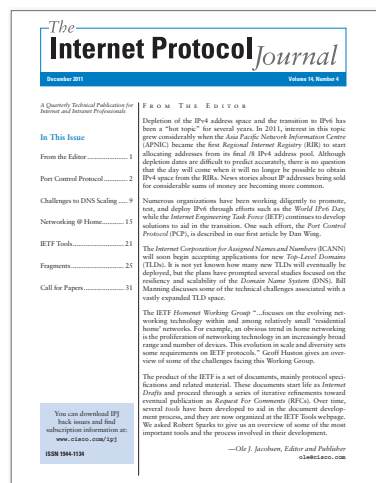 The
Internet Protocol Journal
December 2011
Volume 14, Number 4
A Quarterly Technical Publication for
Internet and Intranet Professionals
In This Issue
From the Editor ...................... 1
Port Control Protocol ............ 2
Challenges to DNS Scaling ..... 9
Networking @ Home............. 15
IETF Tools ........................... 21
Fragments............................. 25
Call for Papers...................... 31
You can download IPJ
back issues and find
subscription information at:
www.cisco.com/ipj
ISSN 1944-1134
From The Editor
Depletion of the IPv4 address space and the transition to IPv6 has
been a “hot topic” for several years. In 2011, interest in this topic
grew considerably when the Asia Pacific Network Information Centre
(APNIC) became the first Regional Internet Registry (RIR) to start
allocating addresses from its final /8 IPv4 address pool. Although
depletion dates are difficult to predict accurately, there is no question
that the day will come when it will no longer be possible to obtain
IPv4 space from the RIRs. News stories about IP addresses being sold
for considerable sums of money are becoming more common.
Numerous organizations have been working diligently to promote,
test, and deploy IPv6 through efforts such as the World IPv6 Day,
while the Internet Engineering Task Force (IETF) continues to develop
solutions to aid in the transition. One such effort, the Port Control
Protocol (PCP), is described in our first article by Dan Wing.
The Internet Corporation for Assigned Names and Numbers (ICANN)
will soon begin accepting applications for new Top-Level Domains
(TLDs). It is not yet known how many new TLDs will eventually be
deployed, but the plans have prompted several studies focused on the
resiliency and scalability of the Domain Name System (DNS). Bill
Manning discusses some of the technical challenges associated with a
vastly expanded TLD space.
The IETF Homenet Working Group “...focuses on the evolving net-
working technology within and among relatively small ‘residential
home’ networks. For example, an obvious trend in home networking
is the proliferation of networking technology in an increasingly broad
range and number of devices. This evolution in scale and diversity sets
some requirements on IETF protocols.” Geoff Huston gives an over-
view of some of the challenges facing this Working Group.
The product of the IETF is a set of documents, mainly protocol speci-
fications and related material. These documents start life as Internet
Drafts and proceed through a series of iterative refinements toward
eventual publication as Request For Comments (RFCs). Over time,
several tools have been developed to aid in the document develop-
ment process, and they are now organized at the IETF Tools webpage.
We asked Robert Sparks to give us an overview of some of the most
important tools and the process involved in their development.
—Ole J. Jacobsen, Editor and Publisher
ole@cisco.com